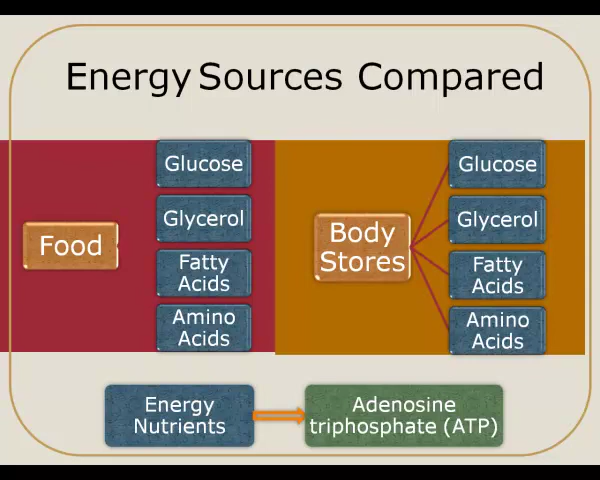 Energy Sources Compared
Food
Glucose
Glycerol
Fatty
Acids
Amino
Acids
Body
Stores
Glucose
Glycerol
Fatty
Acids
Amino
Acids
Energy
Nutrients
Adenosine
triphosphate (ATP)